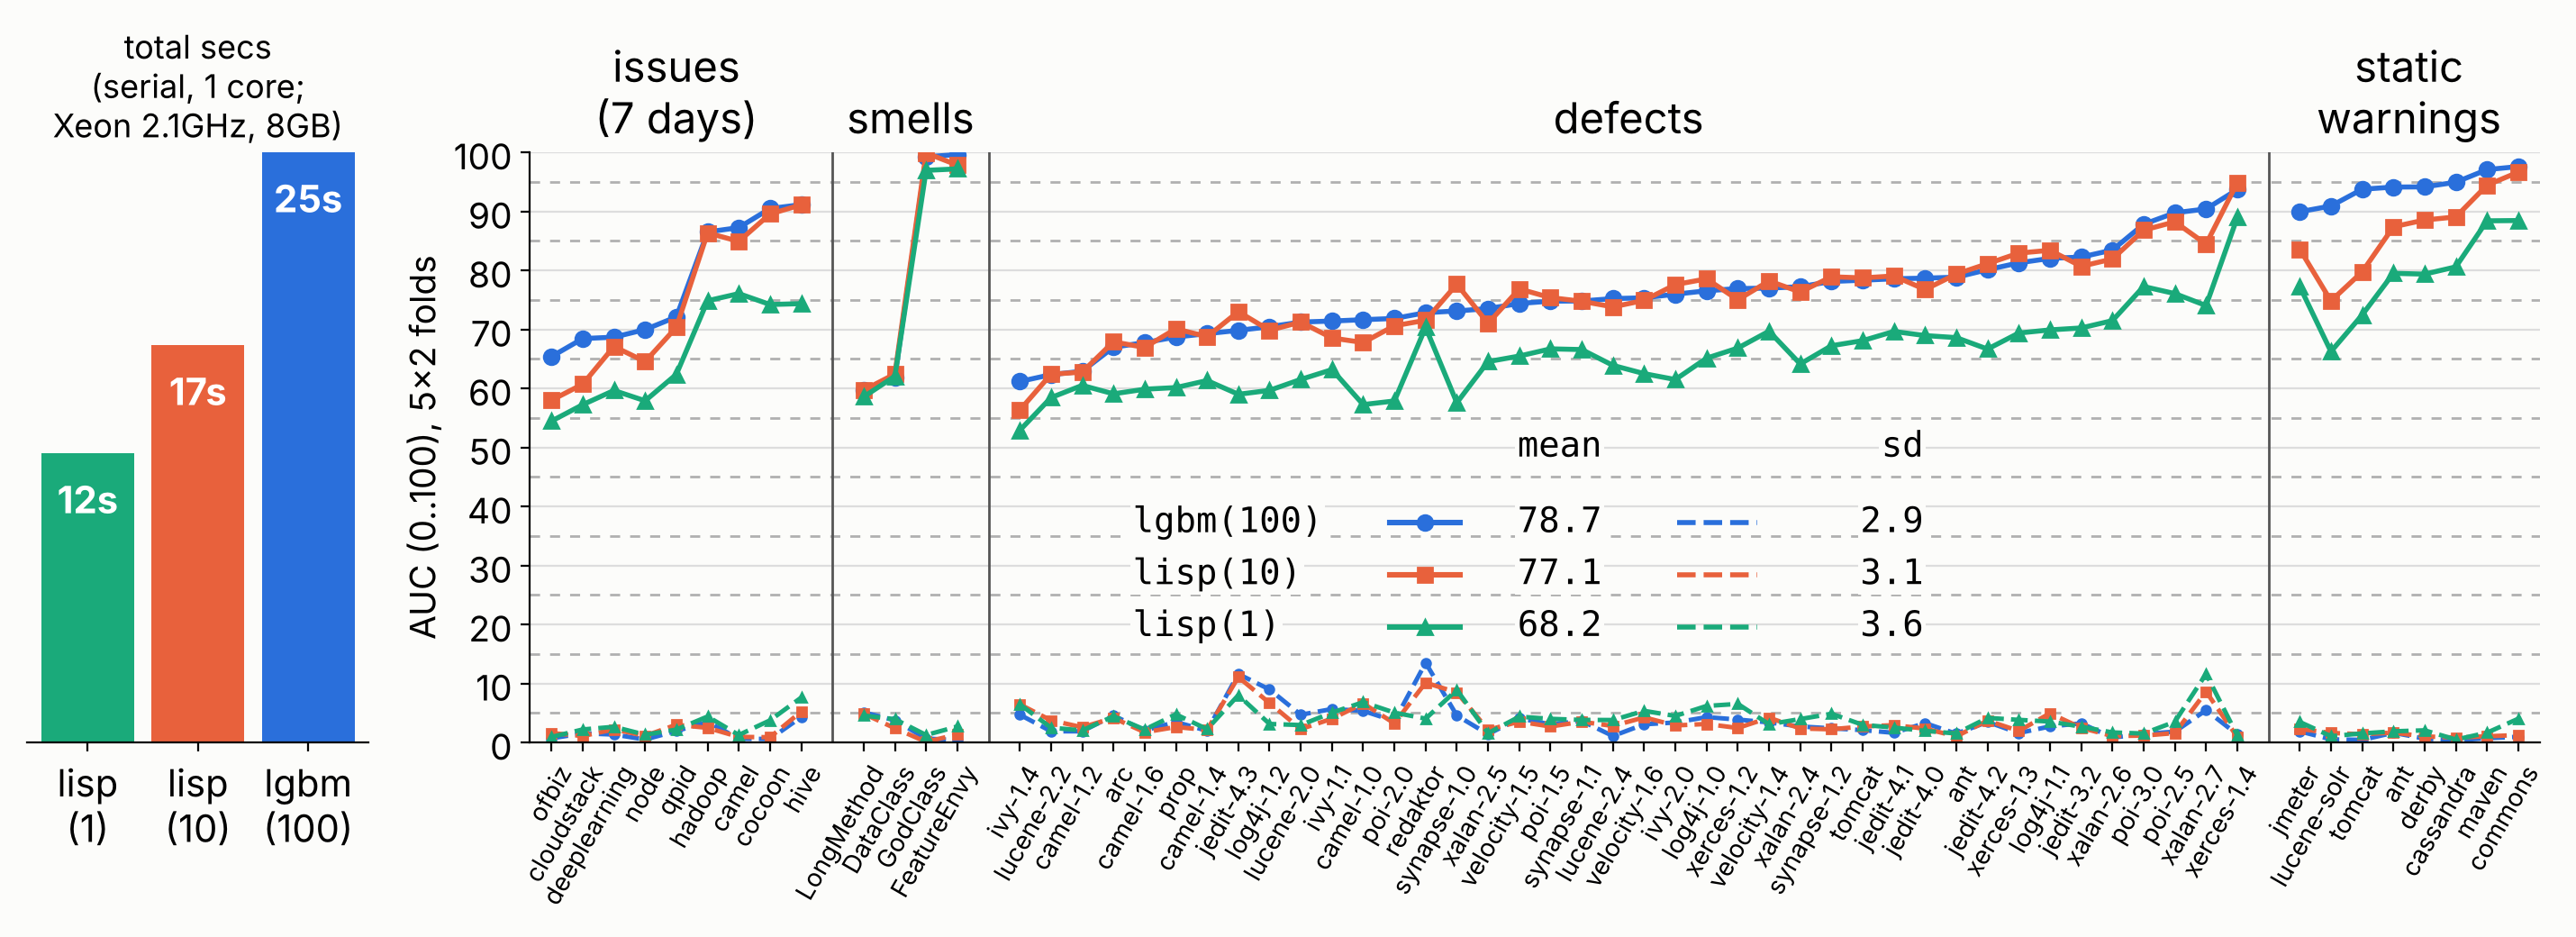 total secs
(serial, 1 core;
Xeon 2.1GHz, 8GB)
25s
17s
12s
lisp
(1)
lisp
(10)
lgbm
(100)
issues
(7 days)
smells
defects
static
warnings
AUC (0..100), 5×2 folds
100
90
80
70
60
50
40
30
20
10
0
mean sd
lgbm(100) 78.7 2.9
lisp(10) 77.1 3.1
lisp(1) 68.2 3.6
ofbiz
cloudstack
deeplearning
node
qpid
hadoop
camel
cocoon
hive
LongMethod
DataClass
GodClass
FeatureEnvy
ivy-1.4
lucene-2.2
camel-1.2
arc
camel-1.6
prop
camel-1.4
jedit-4.3
log4j-1.2
lucene-2.0
ivy-1.1
camel-1.0
poi-2.0
redaktor
synapse-1.0
xalan-2.5
velocity-1.5
poi-1.5
synapse-1.1
lucene-2.4
velocity-1.6
ivy-2.0
log4j-1.0
xerces-1.2
velocity-1.4
xalan-2.4
synapse-1.2
tomcat
jedit-4.1
jedit-4.0
ant
jedit-4.2
xerces-1.3
log4j-1.1
jedit-3.2
xalan-2.6
poi-3.0
poi-2.5
xalan-2.7
xerces-1.4
jmeter
lucene-solr
tomcat
ant
derby
cassandra
maven
commons